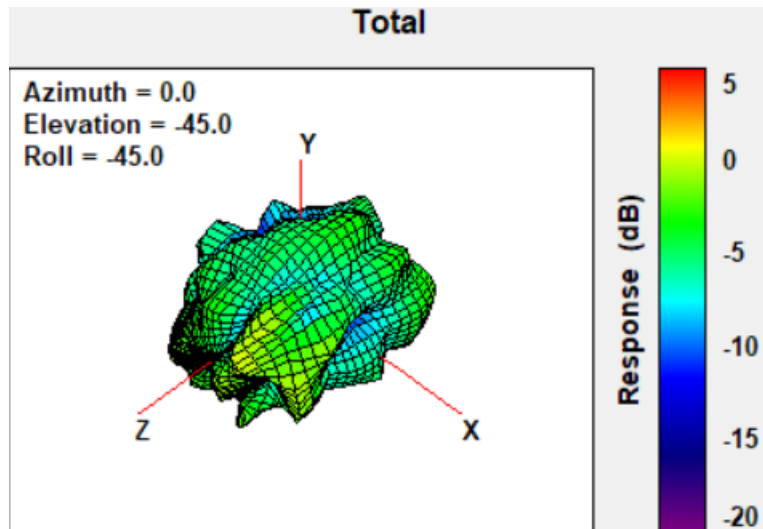 Total
Azimuth = 0.0
Elevation = -45.0
Roll = -45.0
Y
Z
X
Response (dB)
5
0
-5
-10
-15
-20